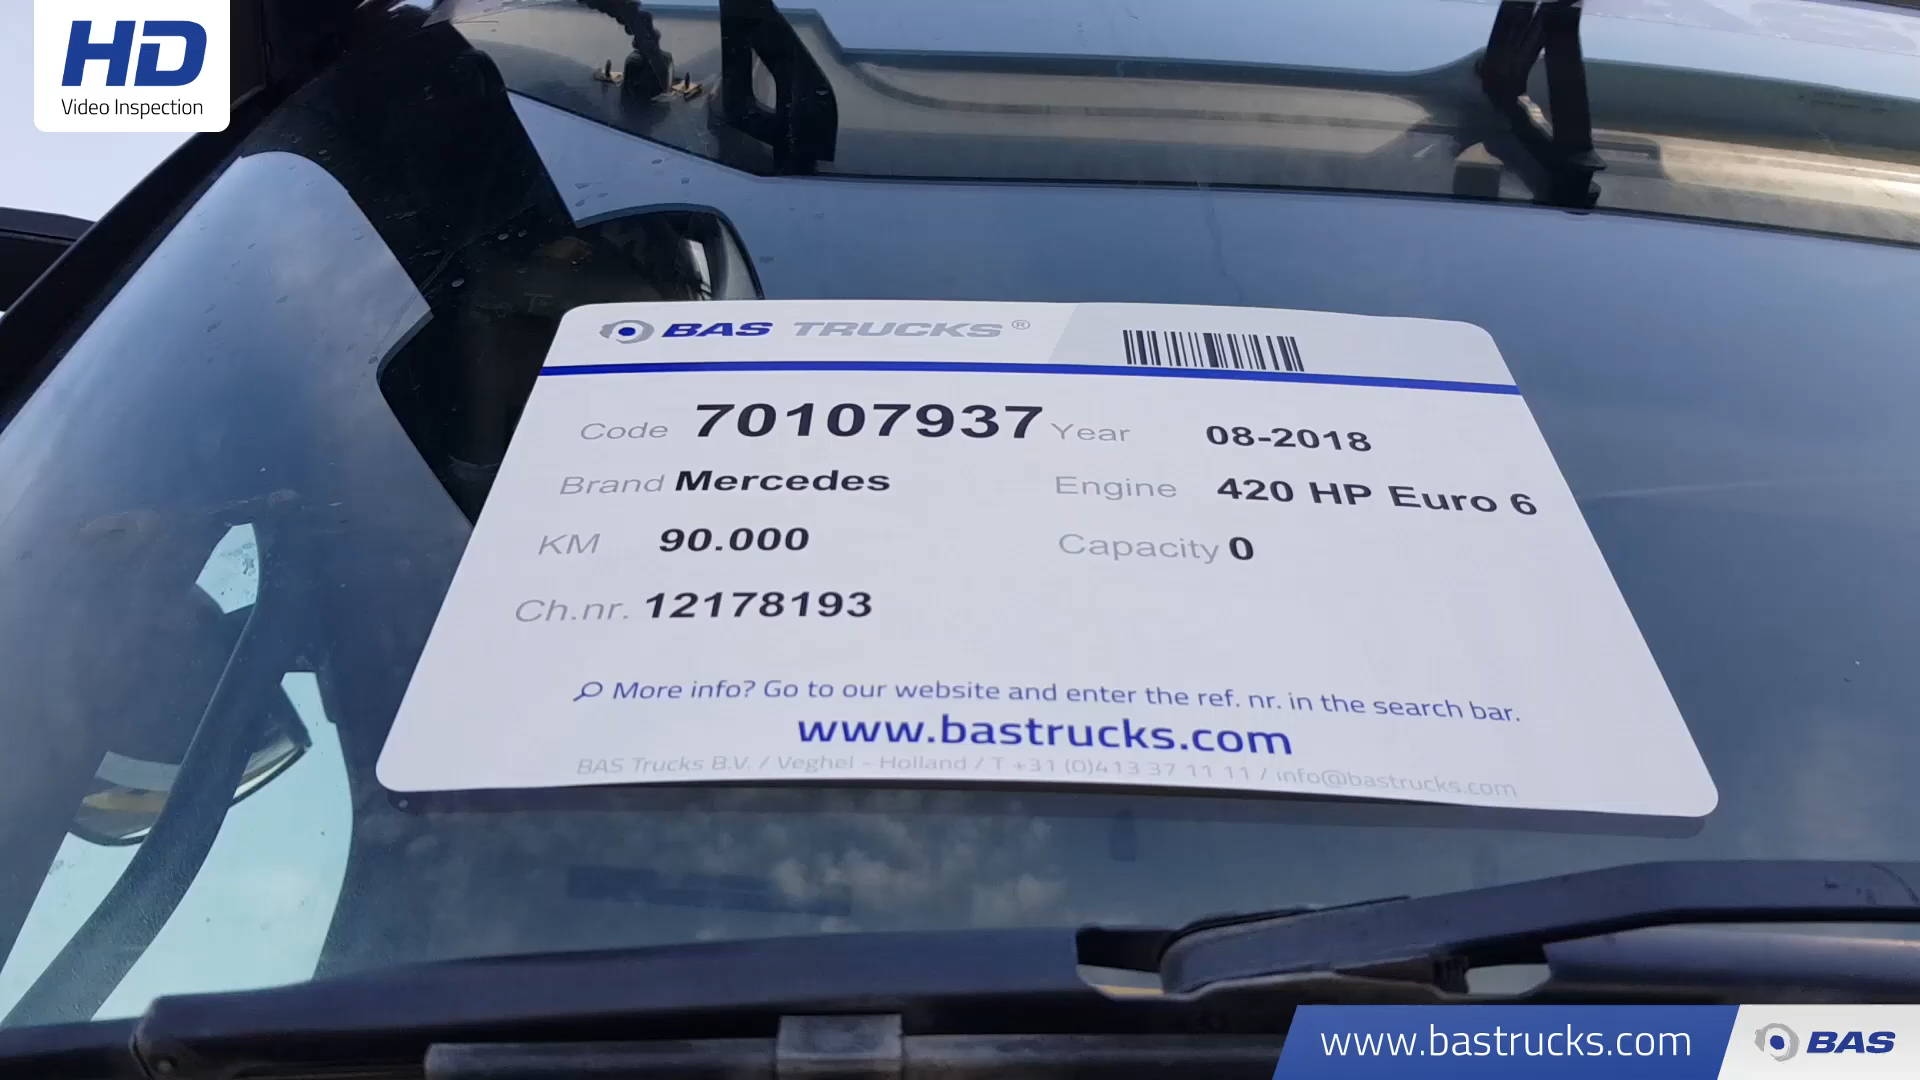 HD
Video Inspection
BAS TRUCKS®
Code 70107937 Year 08-2018
Brand Mercedes Engine 420 HP Euro 6
KM 90.000 Capacity 0
Ch.nr. 12178193
More info? Go to our website and enter the ref. nr. in the search bar.
www.bastrucks.com
BAS Trucks B.V. / Veghel - Holland / T +31 (0)413 37 11 11 / info@bastrucks.com
www.bastrucks.com BAS